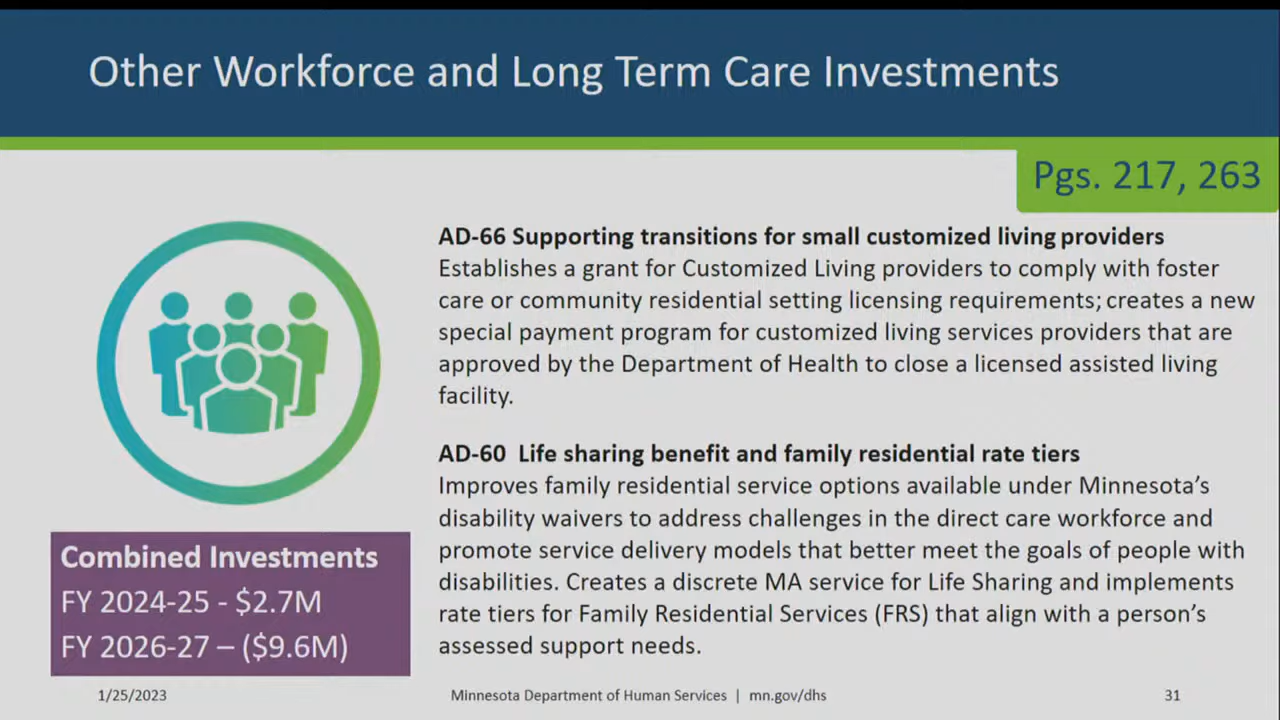 Other Workforce and Long Term Care Investments
Pgs. 217, 263
AD-66 Supporting transitions for small customized living providers
Establishes a grant for Customized Living providers to comply with foster
care or community residential setting licensing requirements; creates a new
special payment program for customized living services providers that are
approved by the Department of Health to close a licensed assisted living
facility.
AD-60 Life sharing benefit and family residential rate tiers
Improves family residential service options available under Minnesota's
disability waivers to address challenges in the direct care workforce and
promote service delivery models that better meet the goals of people with
disabilities. Creates a discrete MA service for Life Sharing and implements
rate tiers for Family Residential Services (FRS) that align with a person's
assessed support needs.
Combined Investments
FY 2024-25 - $2.7M
FY 2026-27 – ($9.6M)
1/25/2023
Minnesota Department of Human Services | mn.gov/dhs
31